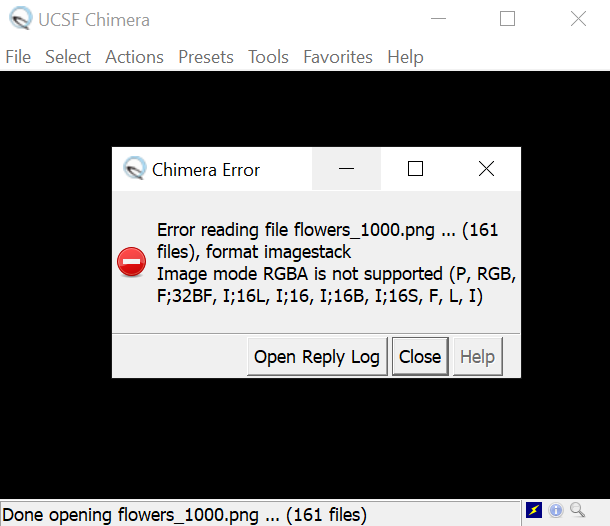 UCSF Chimera
File Select Actions Presets Tools Favorites Help
Chimera Error
Error reading file flowers_1000.png ... (161
files), format imagestack
Image mode RGBA is not supported (P, RGB,
F;32BF, I;16L, I;16, I;16B, I;16S, F, L, I)
Open Reply Log Close Help
Done opening flowers_1000.png ... (161 files)